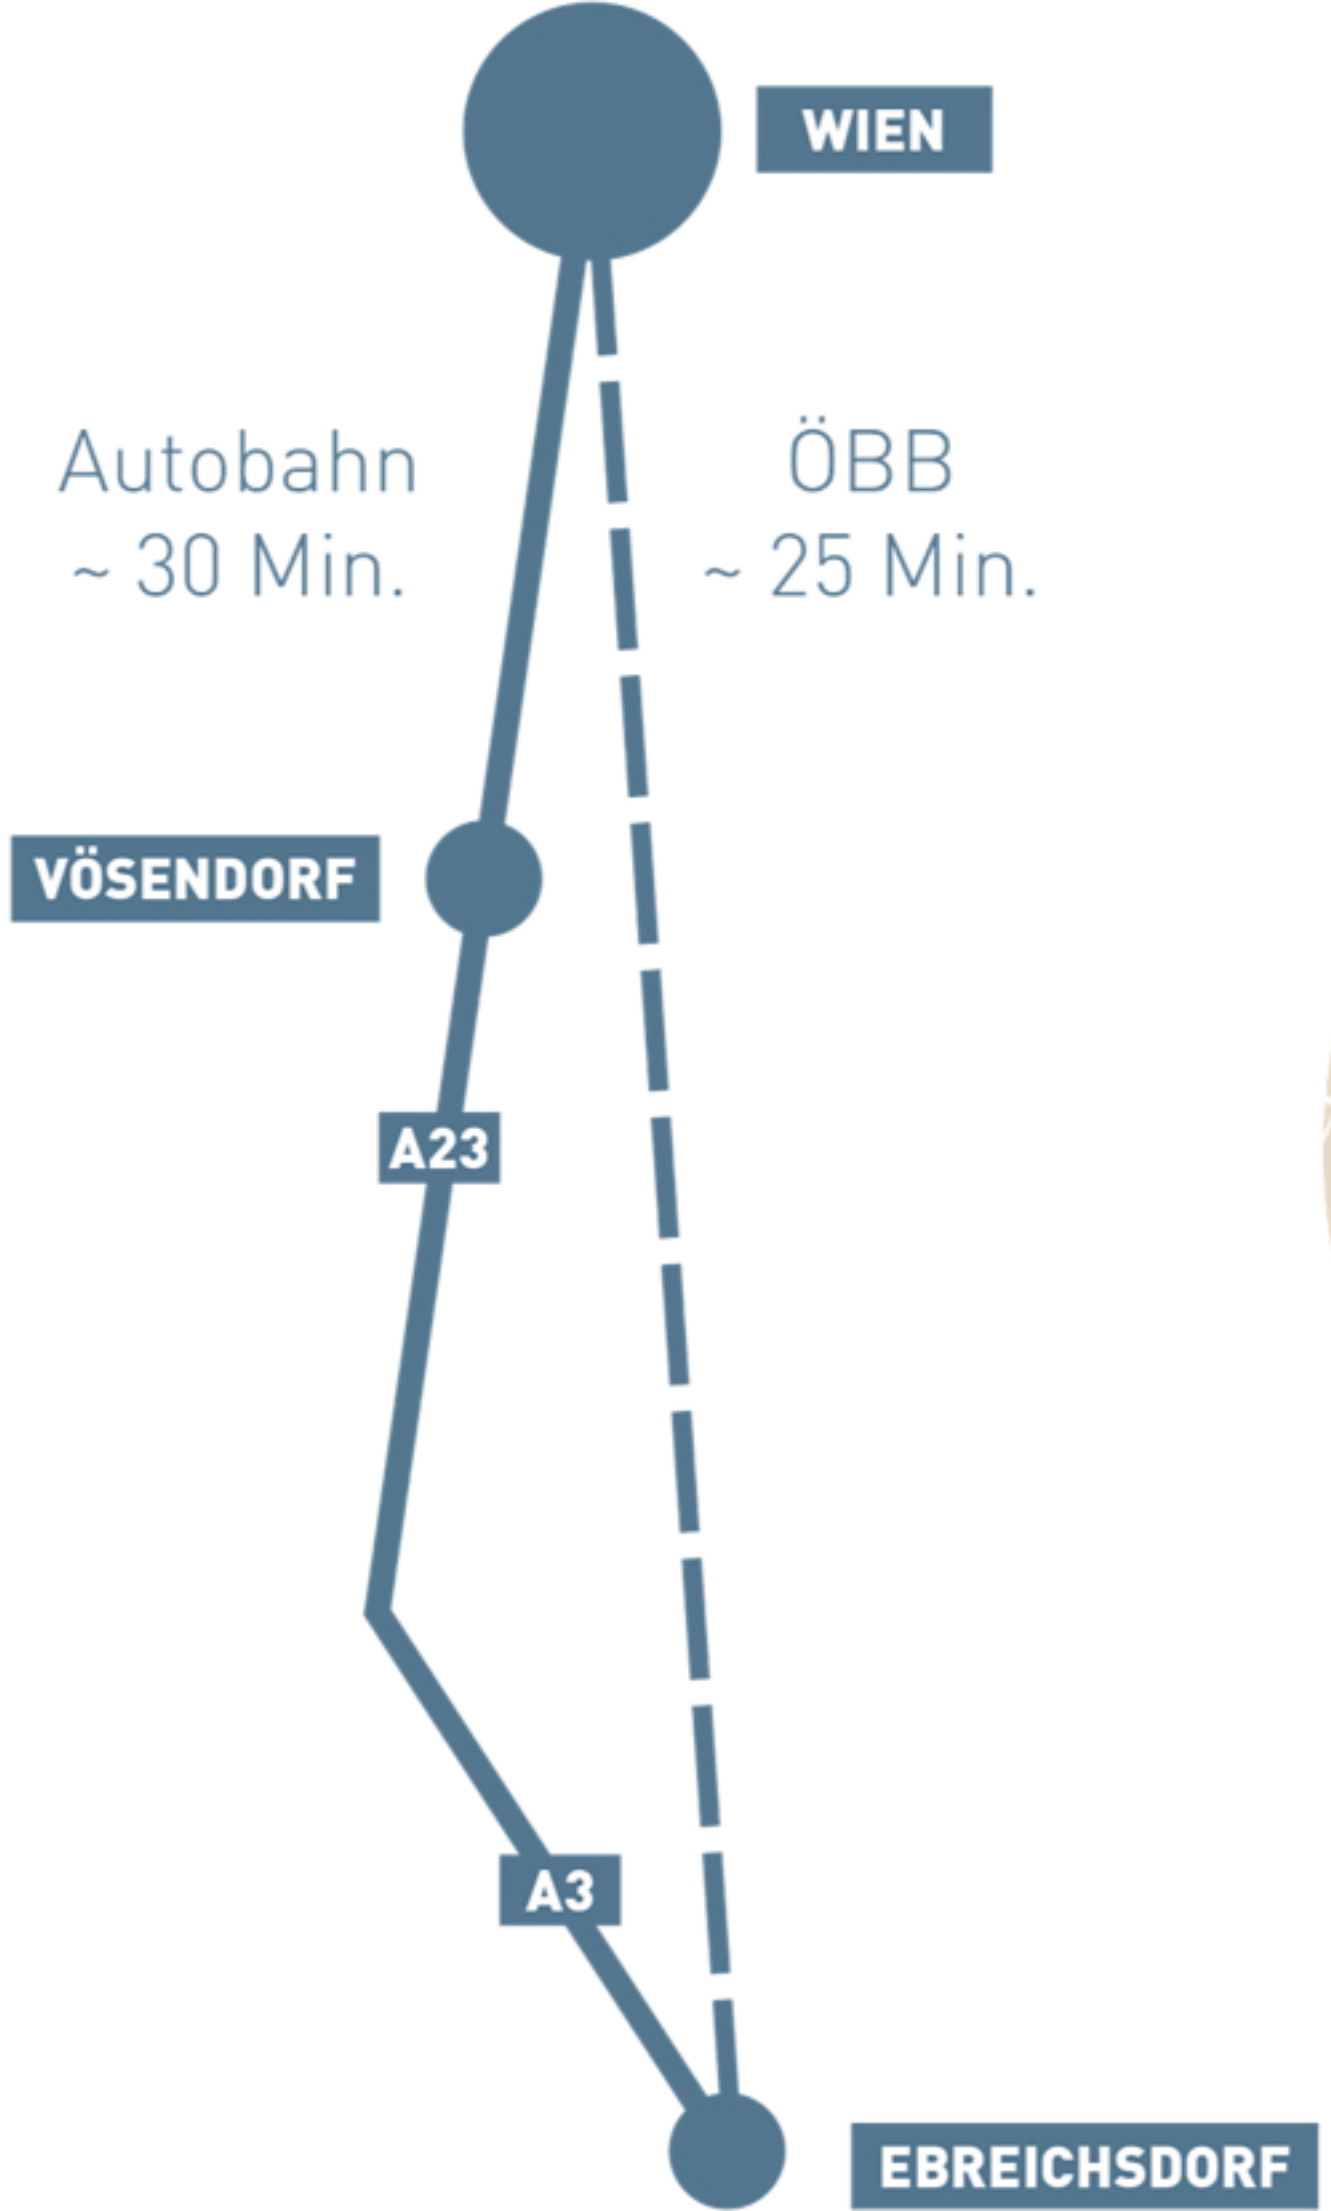 WIEN
Autobahn
~ 30 Min.
ÖBB
~ 25 Min.
VÖSENDORF
A23
A3
EBREICHSDORF